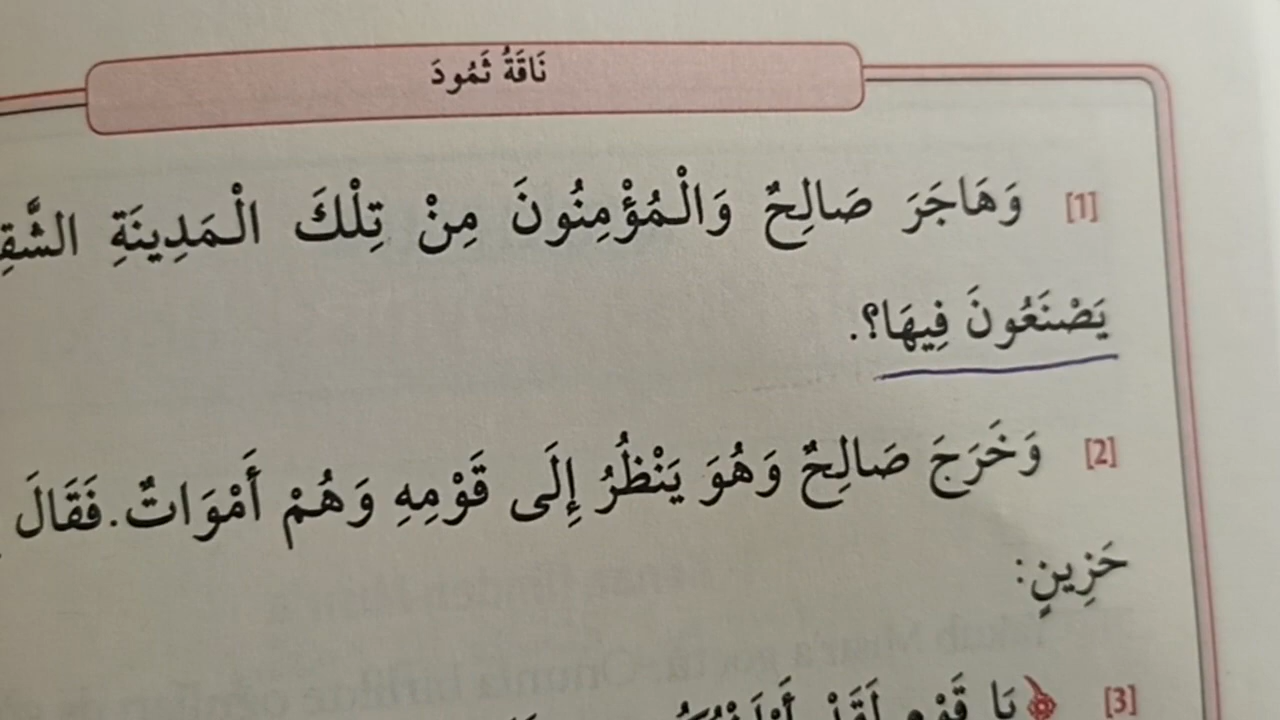 نَاقَةُ ثَمُودَ
[1] وَهَاجَرَ صَالِحٌ وَالْمُؤْمِنُونَ مِنْ تِلْكَ الْمَدِينَةِ
يَصْنَعُونَ فِيهَا؟.
[2] وَخَرَجَ صَالِحٌ وَهُوَ يَنْظُرُ إِلَى قَوْمِهِ وَهُمْ أَمْوَاتٌ. فَقَالَ
حَزِينٍ:
[3] يَا قَوْمِ لَقَدْ